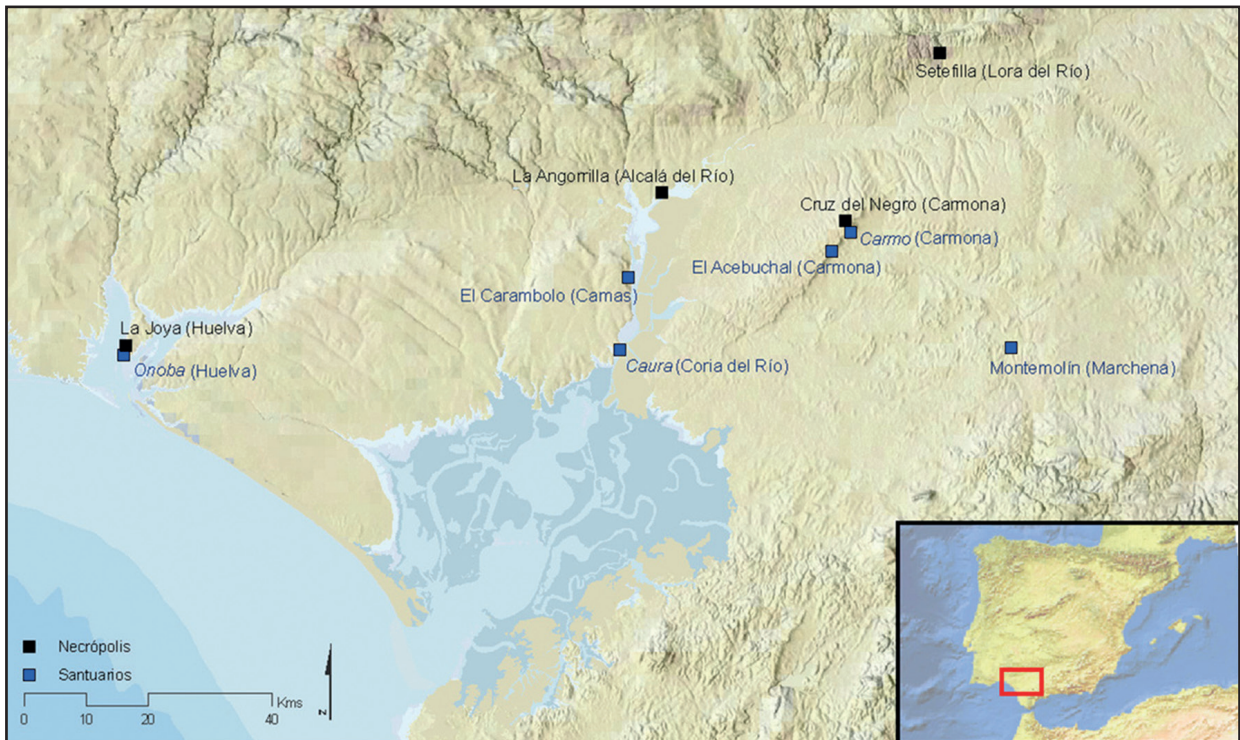 Setefilla (Lora del Río)
La Angorrilla (Alcalá del Río)
Cruz del Negro (Carmona)
Carmo (Carmona)
El Acebuchal (Carmona)
El Carambolo (Camas)
La Joya (Huelva)
Onoba (Huelva)
Caura (Coria del Río)
Montemolín (Marchena)
Necrópolis
Santuarios
Kms
0 10 20 40
N